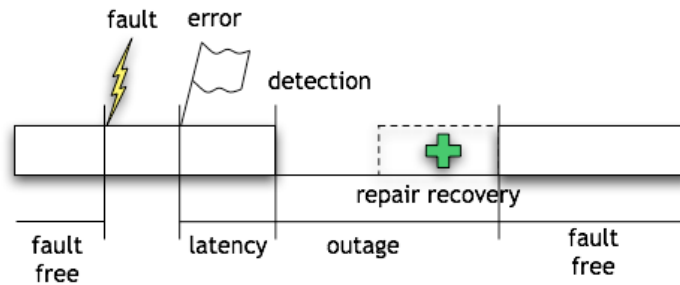 fault error
detection
repair recovery
fault
free
latency
outage
fault
free